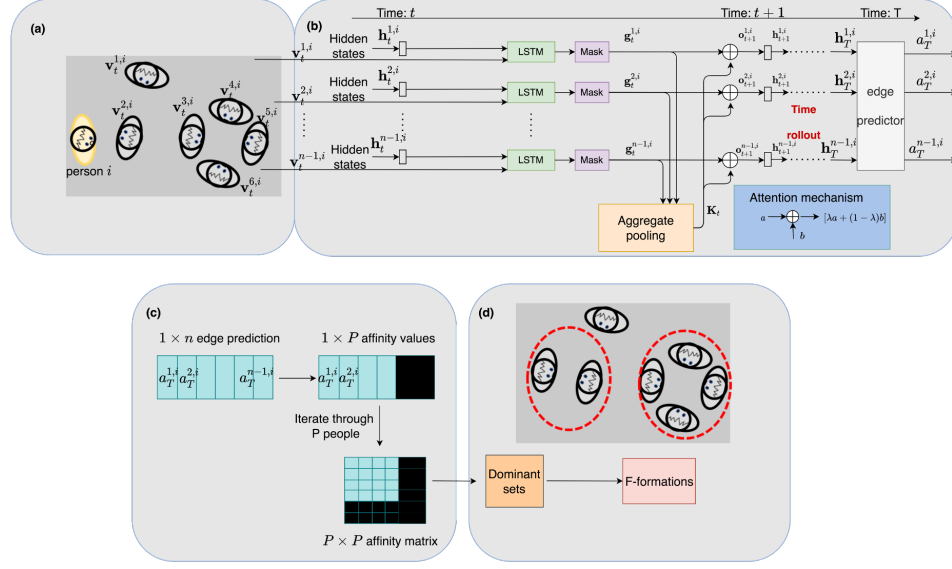 (a)
v_t^{1,i}
v_t^{2,i}
v_t^{3,i}
v_t^{4,i}
v_t^{5,i}
v_t^{6,i}
person i
(b)
Time: t
Time: t + 1
Time: T
Hidden
states
h_t^{1,i}
v_t^{1,i}
LSTM
Mask
g_t^{1,i}
o_{t+1}^{1,i}
h_{t+1}^{1,i}
h_T^{1,i}
a_T^{1,i}
Hidden
states
h_t^{2,i}
v_t^{2,i}
LSTM
Mask
g_t^{2,i}
o_{t+1}^{2,i}
h_{t+1}^{2,i}
h_T^{2,i}
a_T^{2,i}
Time
rollout
edge
predictor
Hidden
states
h_t^{n-1,i}
v_t^{n-1,i}
LSTM
Mask
g_t^{n-1,i}
o_{t+1}^{n-1,i}
h_{t+1}^{n-1,i}
h_T^{n-1,i}
a_T^{n-1,i}
Aggregate
pooling
K_t
Attention mechanism
a
[λa + (1 − λ)b]
b
(c)
1 × n edge prediction
1 × P affinity values
a_T^{1,i} a_T^{2,i} a_T^{n-1,i}
a_T^{1,i} a_T^{2,i}
Iterate through
P people
P × P affinity matrix
(d)
Dominant
sets
F-formations